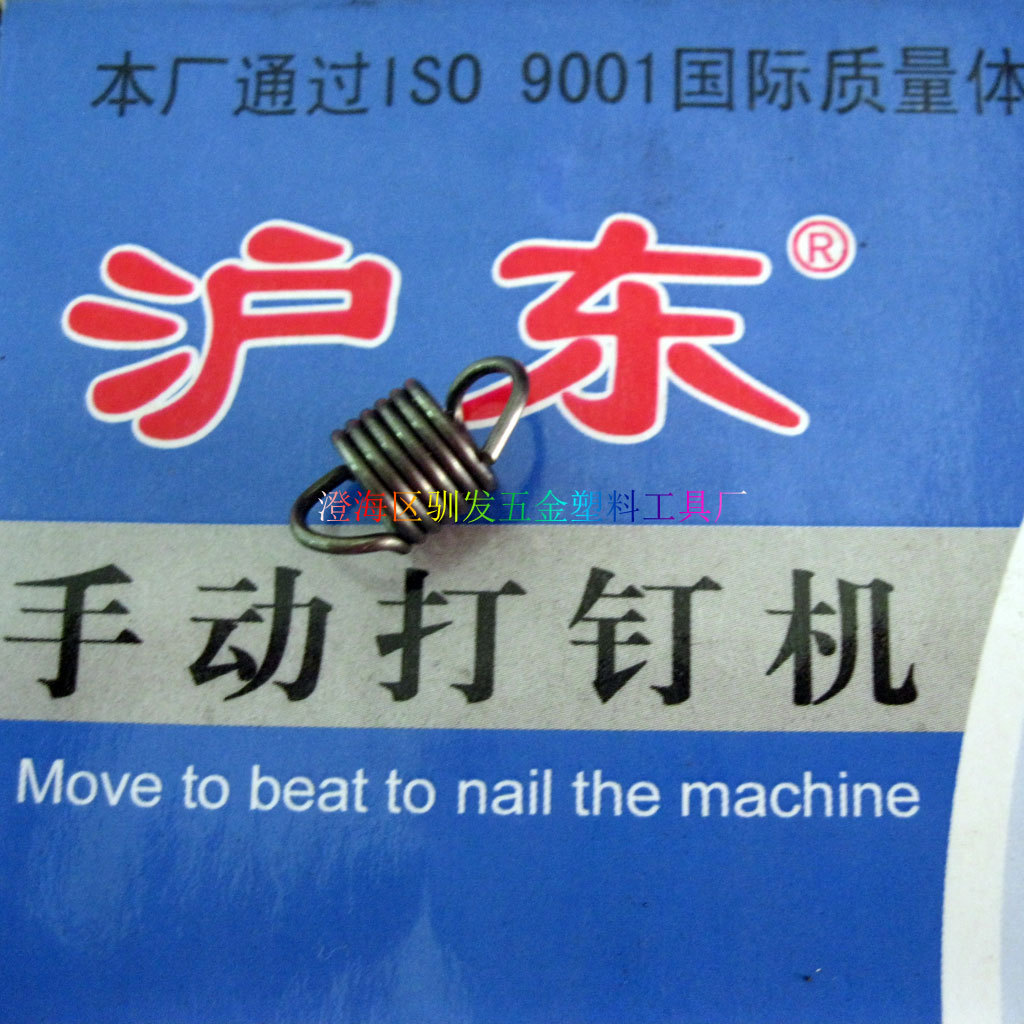 本厂通过ISO 9001国际质量体
沪东®
澄海区驯发五金塑料工具厂
手动打钉机
Move to beat to nail the machine